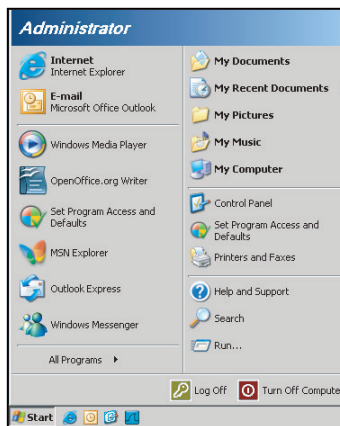 Administrator
Internet
Internet Explorer
E-mail
Microsoft Office Outlook
Windows Media Player
OpenOffice.org Writer
Set Program Access and
Defaults
MSN Explorer
Outlook Express
Windows Messenger
All Programs
My Documents
My Recent Documents
My Pictures
My Music
My Computer
Control Panel
Set Program Access and
Defaults
Printers and Faxes
Help and Support
Search
Run...
Log Off
Turn Off Compute
Start